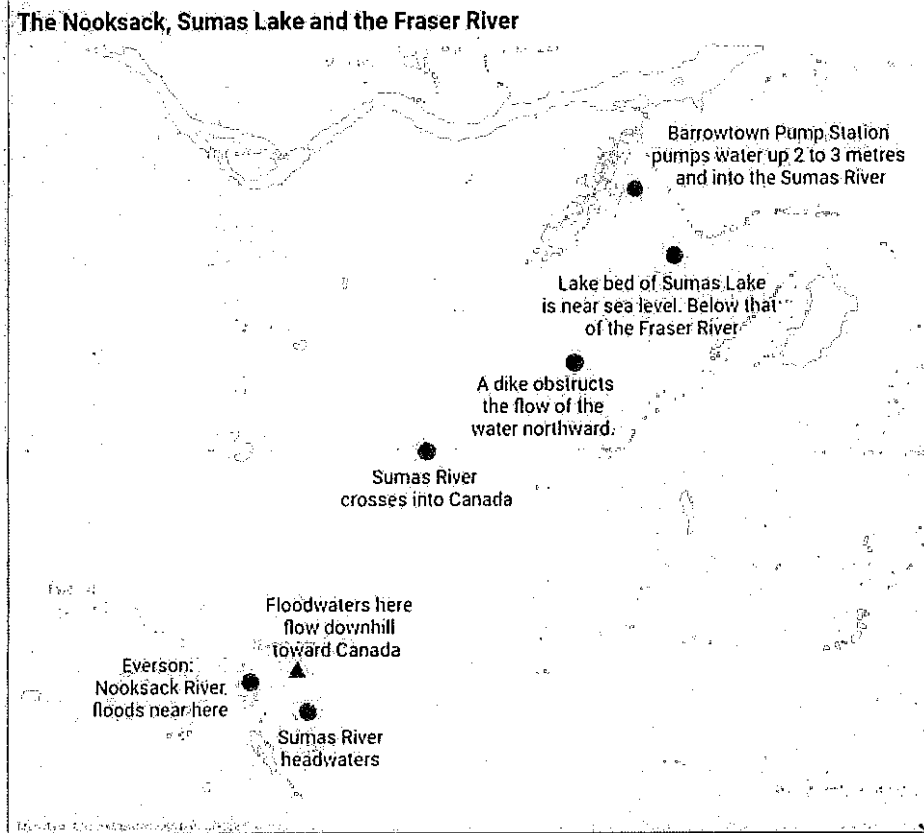 The Nooksack, Sumas Lake and the Fraser River
Barrowtown Pump Station
pumps water up 2 to 3 metres
and into the Sumas River
Lake bed of Sumas Lake
is near sea level. Below that
of the Fraser River
A dike obstructs
the flow of the
water northward.
Sumas River
crosses into Canada
Floodwaters here
flow downhill
toward Canada
Everson:
Nooksack River
floods near here
Sumas River
headwaters